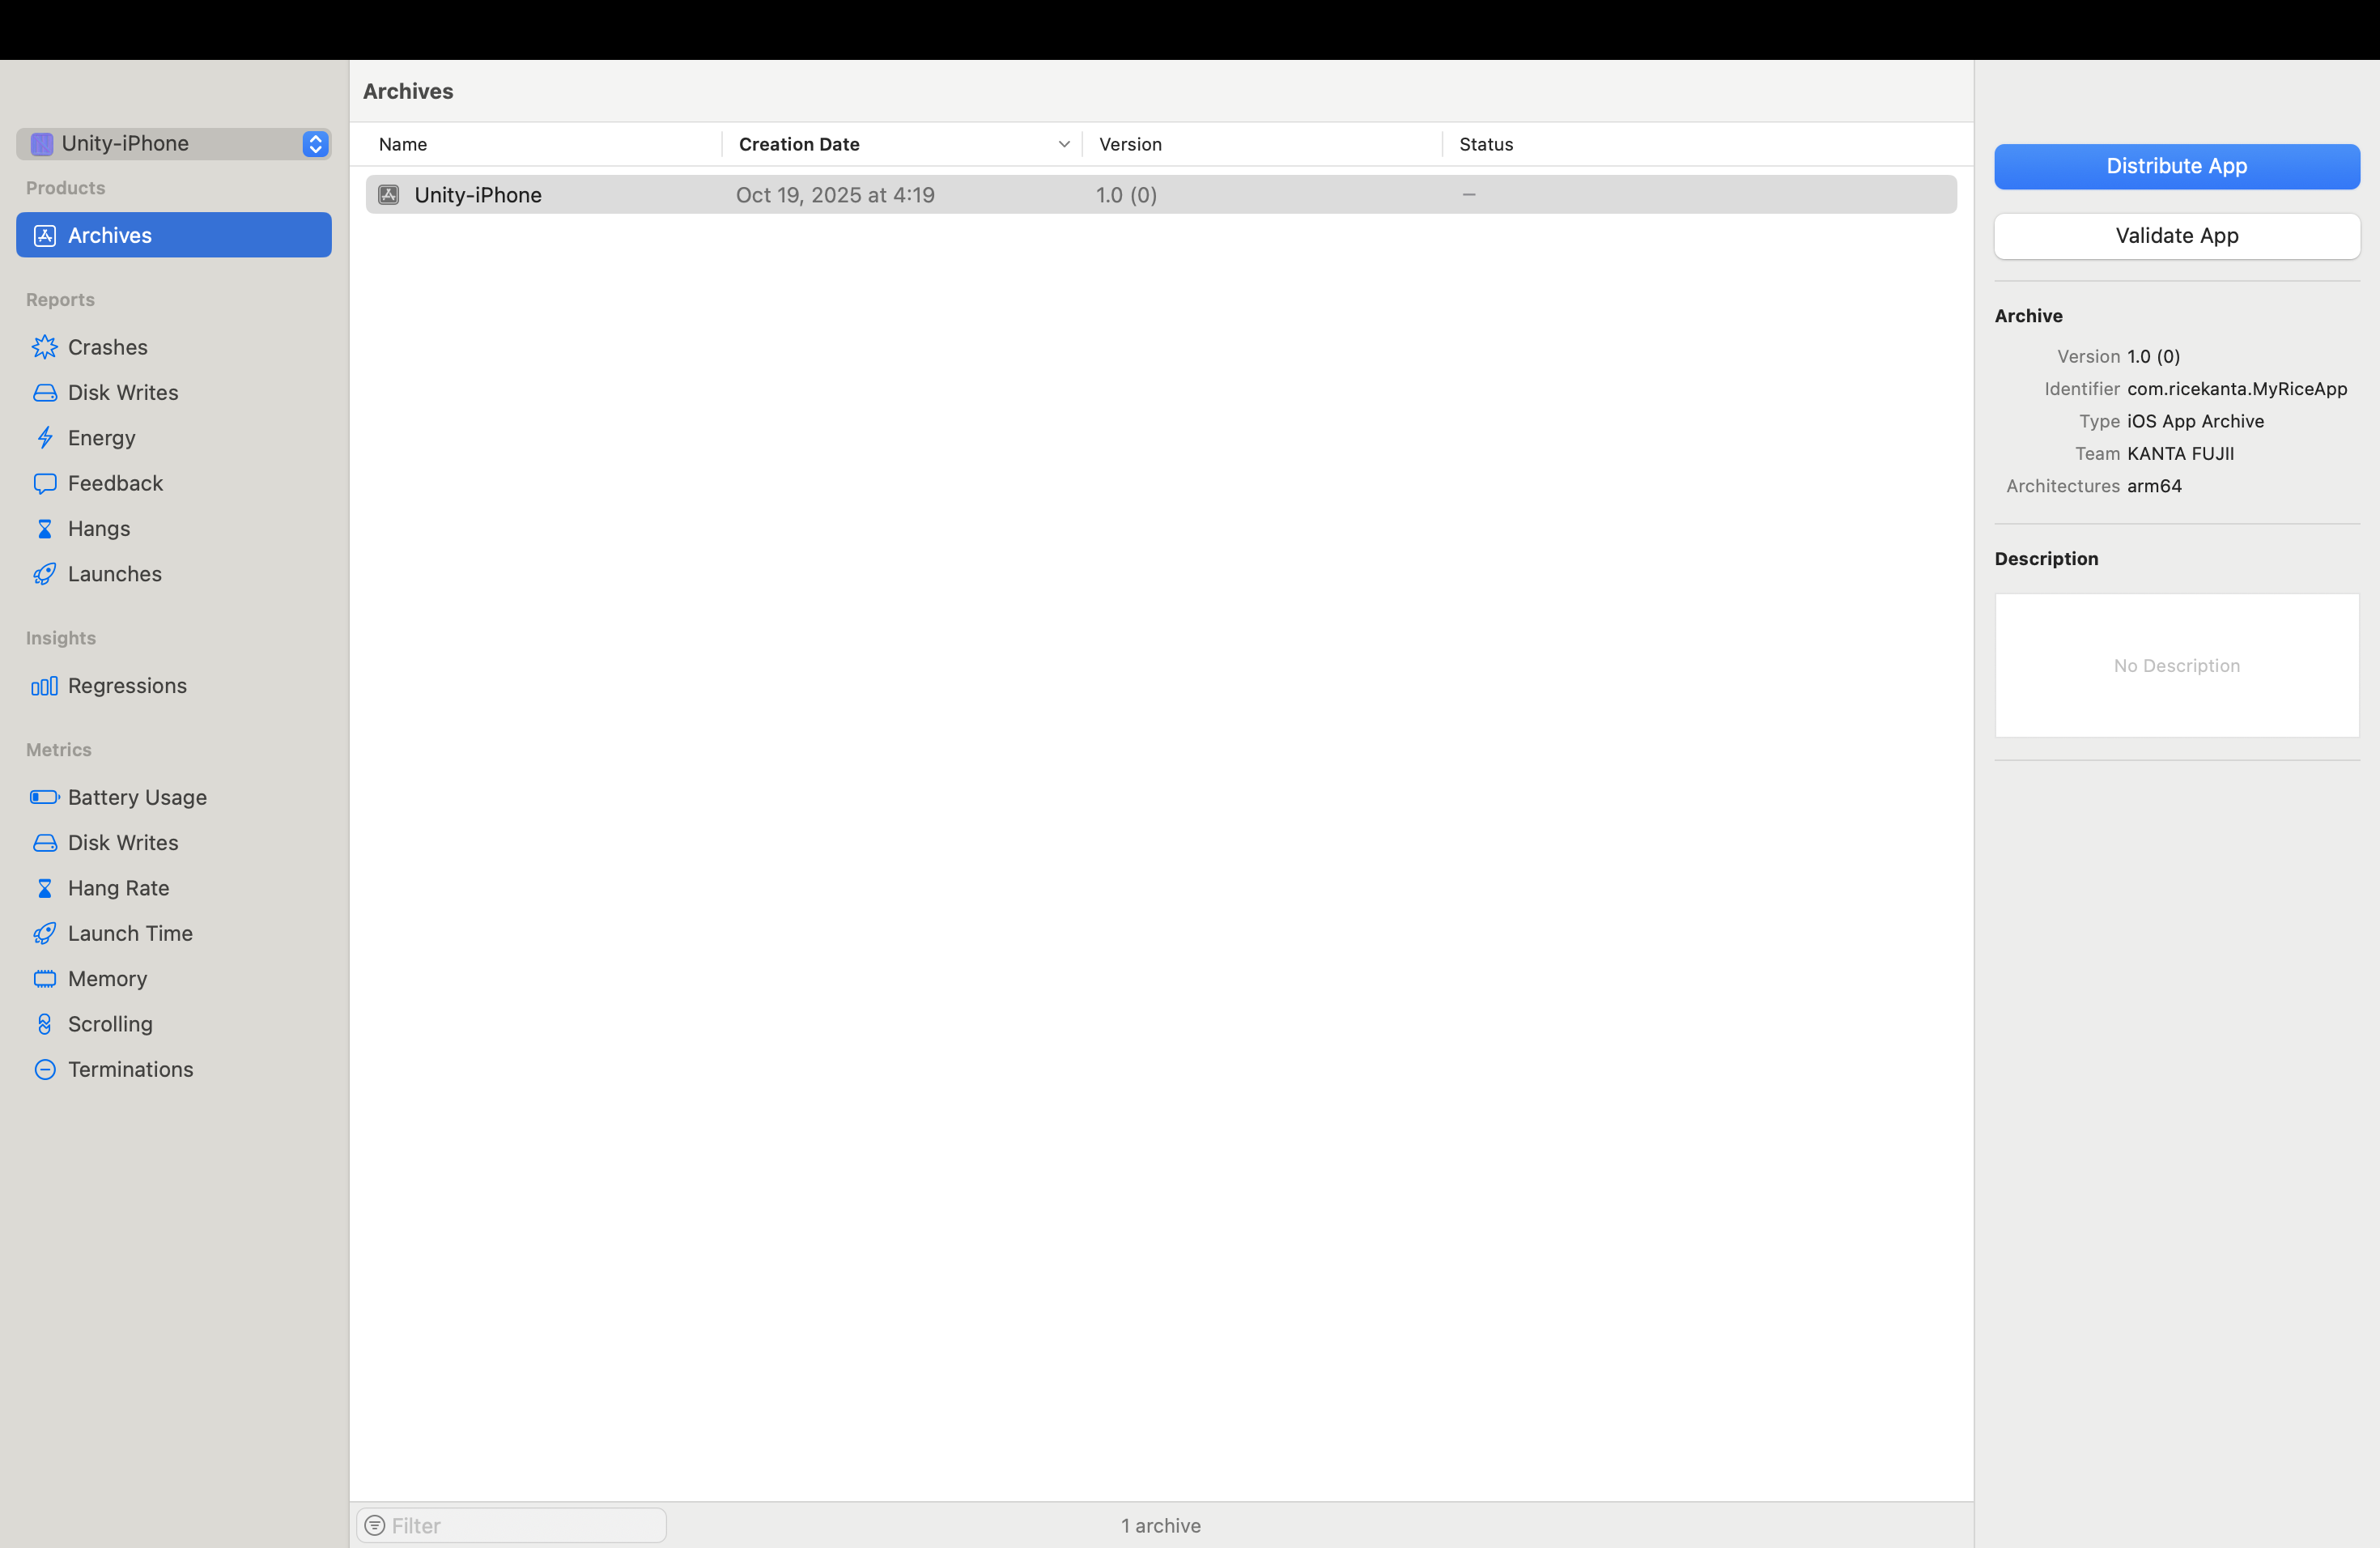 Unity-iPhone
Products
Archives
Reports
Crashes
Disk Writes
Energy
Feedback
Hangs
Launches
Insights
Regressions
Metrics
Battery Usage
Disk Writes
Hang Rate
Launch Time
Memory
Scrolling
Terminations
Archives
Name Creation Date Version Status
Unity-iPhone Oct 19, 2025 at 4:19 1.0 (0) —
Filter
1 archive
Distribute App
Validate App
Archive
Version 1.0 (0)
Identifier com.ricekanta.MyRiceApp
Type iOS App Archive
Team KANTA FUJII
Architectures arm64
Description
No Description